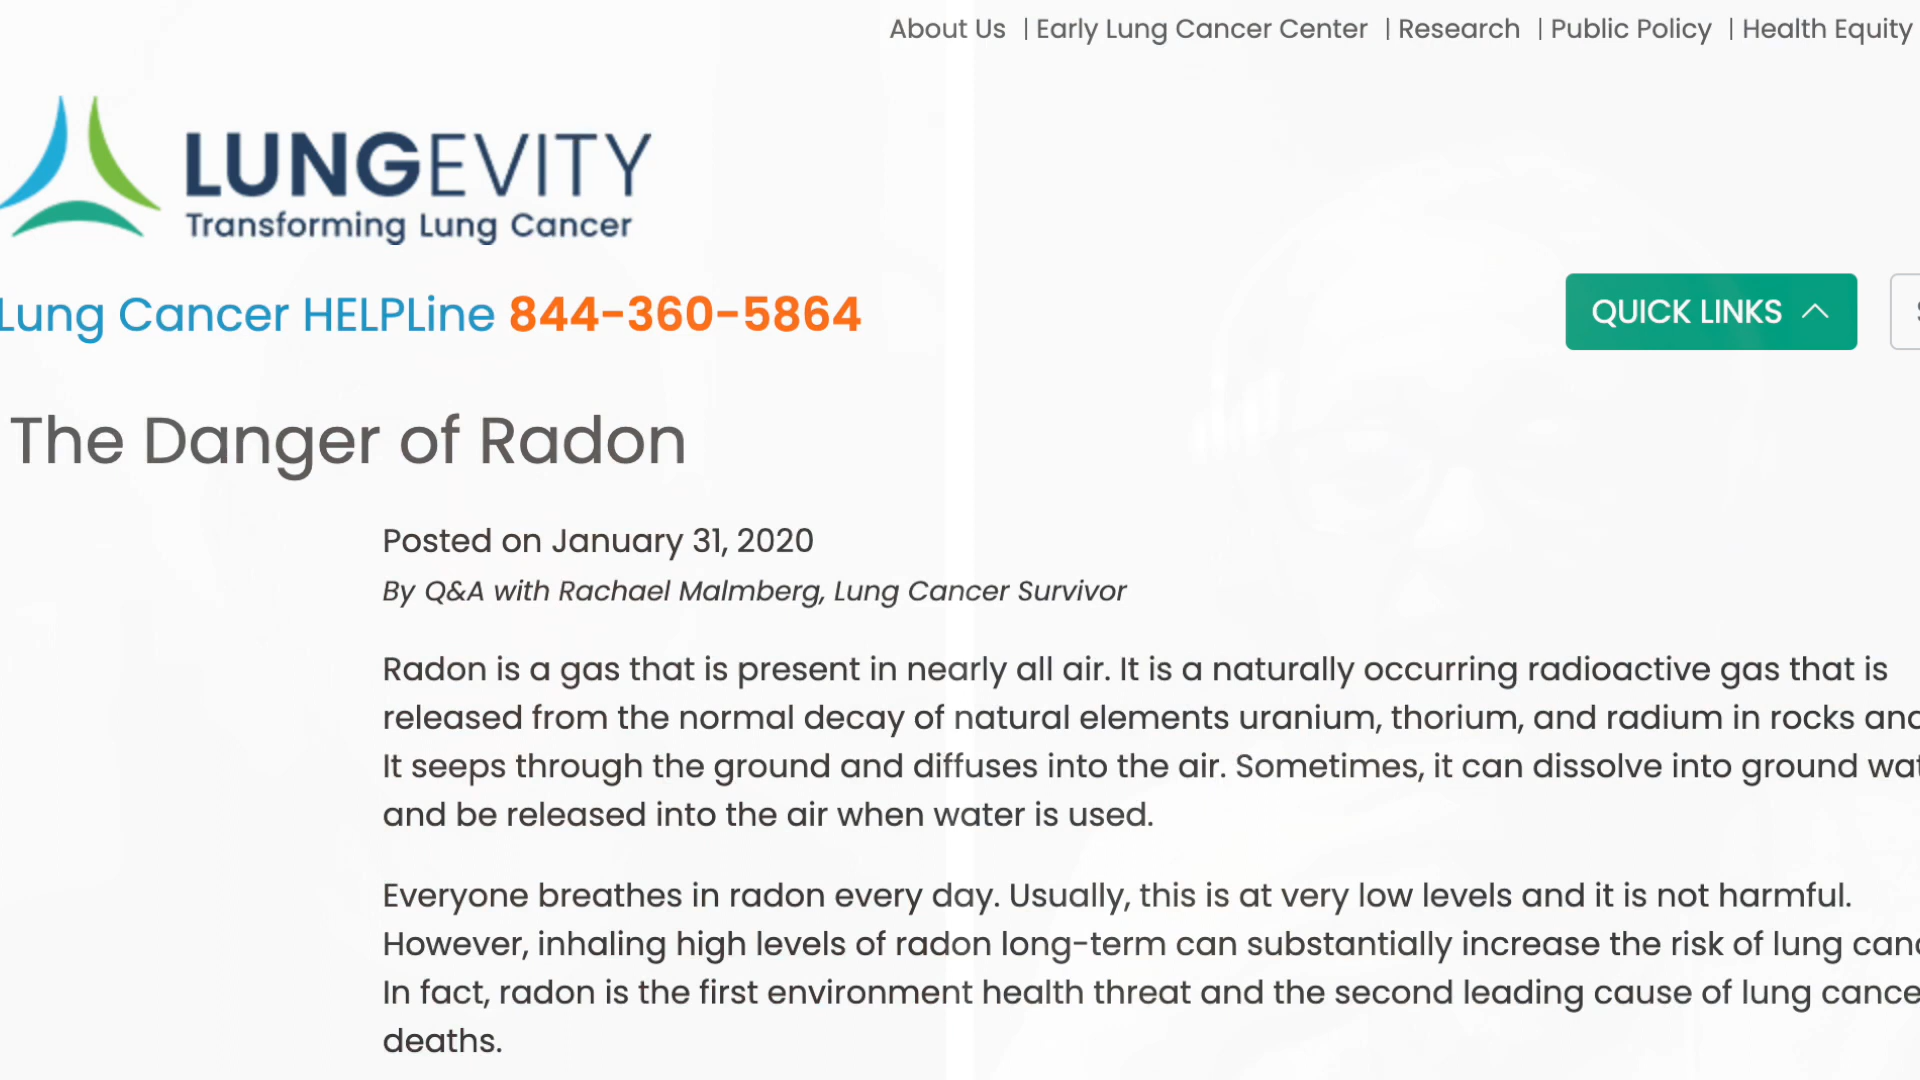 About Us | Early Lung Cancer Center | Research | Public Policy | Health Equity
LUNGEVITY
Transforming Lung Cancer
Lung Cancer HELPLine 844-360-5864
QUICK LINKS
The Danger of Radon
Posted on January 31, 2020
By Q&A with Rachael Malmberg, Lung Cancer Survivor
Radon is a gas that is present in nearly all air. It is a naturally occurring radioactive gas that is
released from the normal decay of natural elements uranium, thorium, and radium in rocks and
It seeps through the ground and diffuses into the air. Sometimes, it can dissolve into ground wat
and be released into the air when water is used.
Everyone breathes in radon every day. Usually, this is at very low levels and it is not harmful.
However, inhaling high levels of radon long-term can substantially increase the risk of lung canc
In fact, radon is the first environment health threat and the second leading cause of lung cance
deaths.